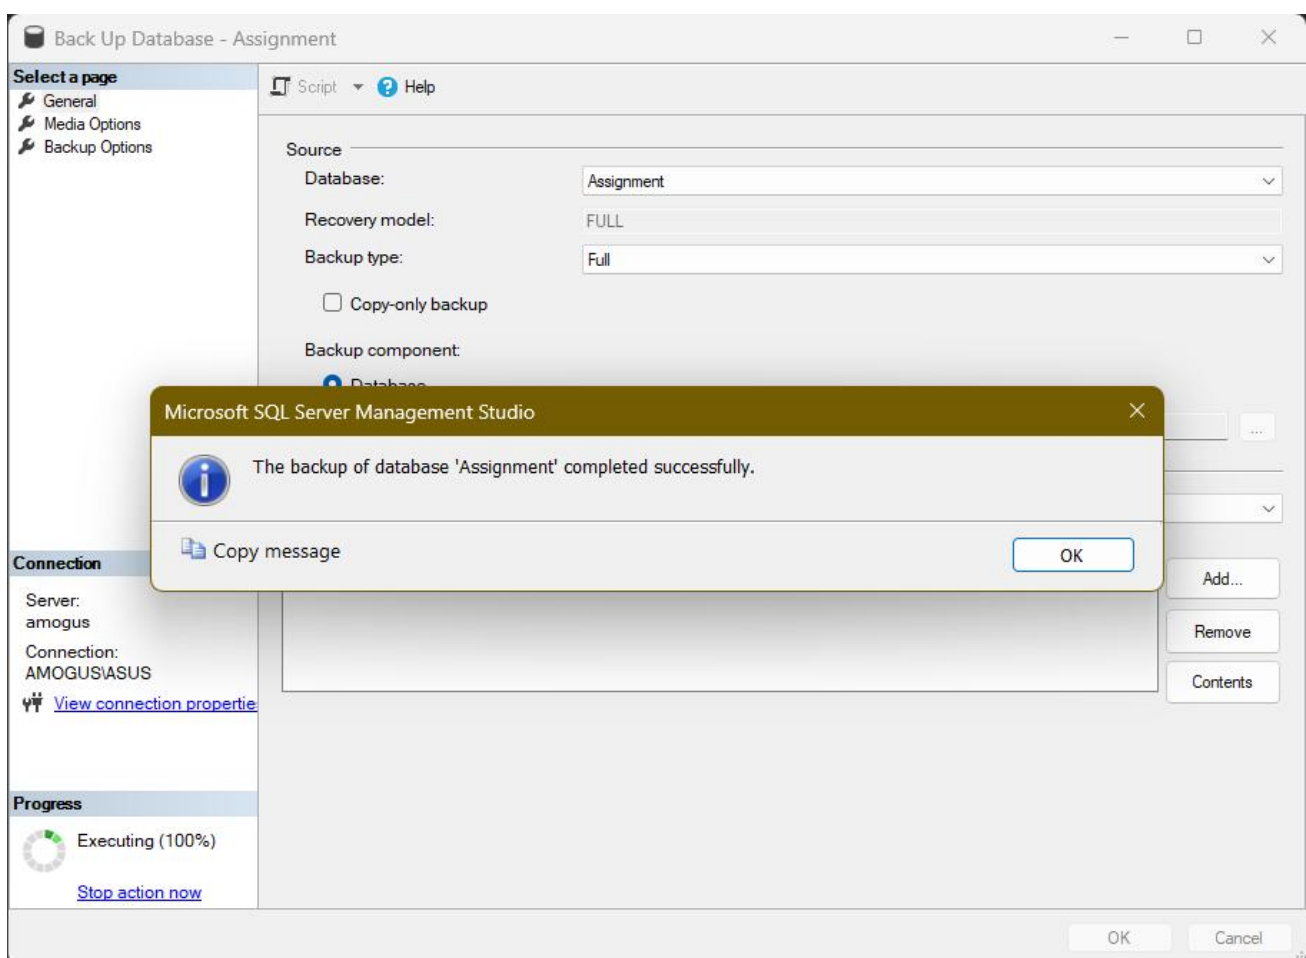 Back Up Database - Assignment
Select a page
General
Media Options
Backup Options
Script
Help
Source
Database:
Assignment
Recovery model:
FULL
Backup type:
Full
Copy-only backup
Backup component:
Database
...
Microsoft SQL Server Management Studio
The backup of database 'Assignment' completed successfully.
Copy message
OK
Add...
Remove
Contents
Connection
Server:
amogus
Connection:
AMOGUS\ASUS
View connection propertie
Progress
Executing (100%)
Stop action now
OK
Cancel